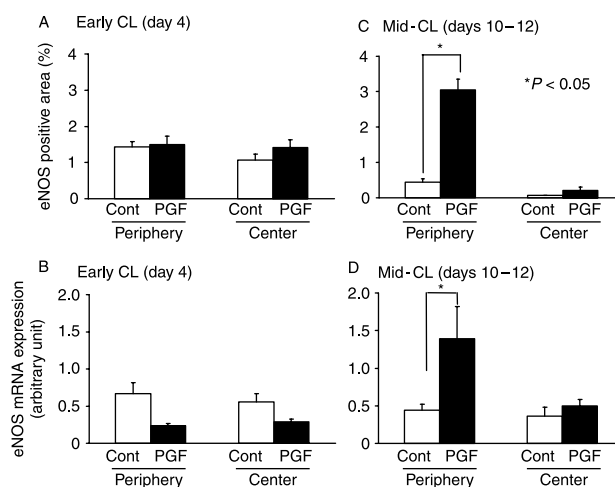 A Early CL (day 4)
eNOS positive area (%)
4
3
2
1
0
Cont PGF Cont PGF
Periphery Center
C Mid-CL (days 10–12)
4
3
2
1
0
*
*P < 0.05
Cont PGF Cont PGF
Periphery Center
B Early CL (day 4)
eNOS mRNA expression
(arbitrary unit)
2.0
1.5
1.0
0.5
0
Cont PGF Cont PGF
Periphery Center
D Mid-CL (days 10–12)
2.0
1.5
1.0
0.5
0
*
Cont PGF Cont PGF
Periphery Center